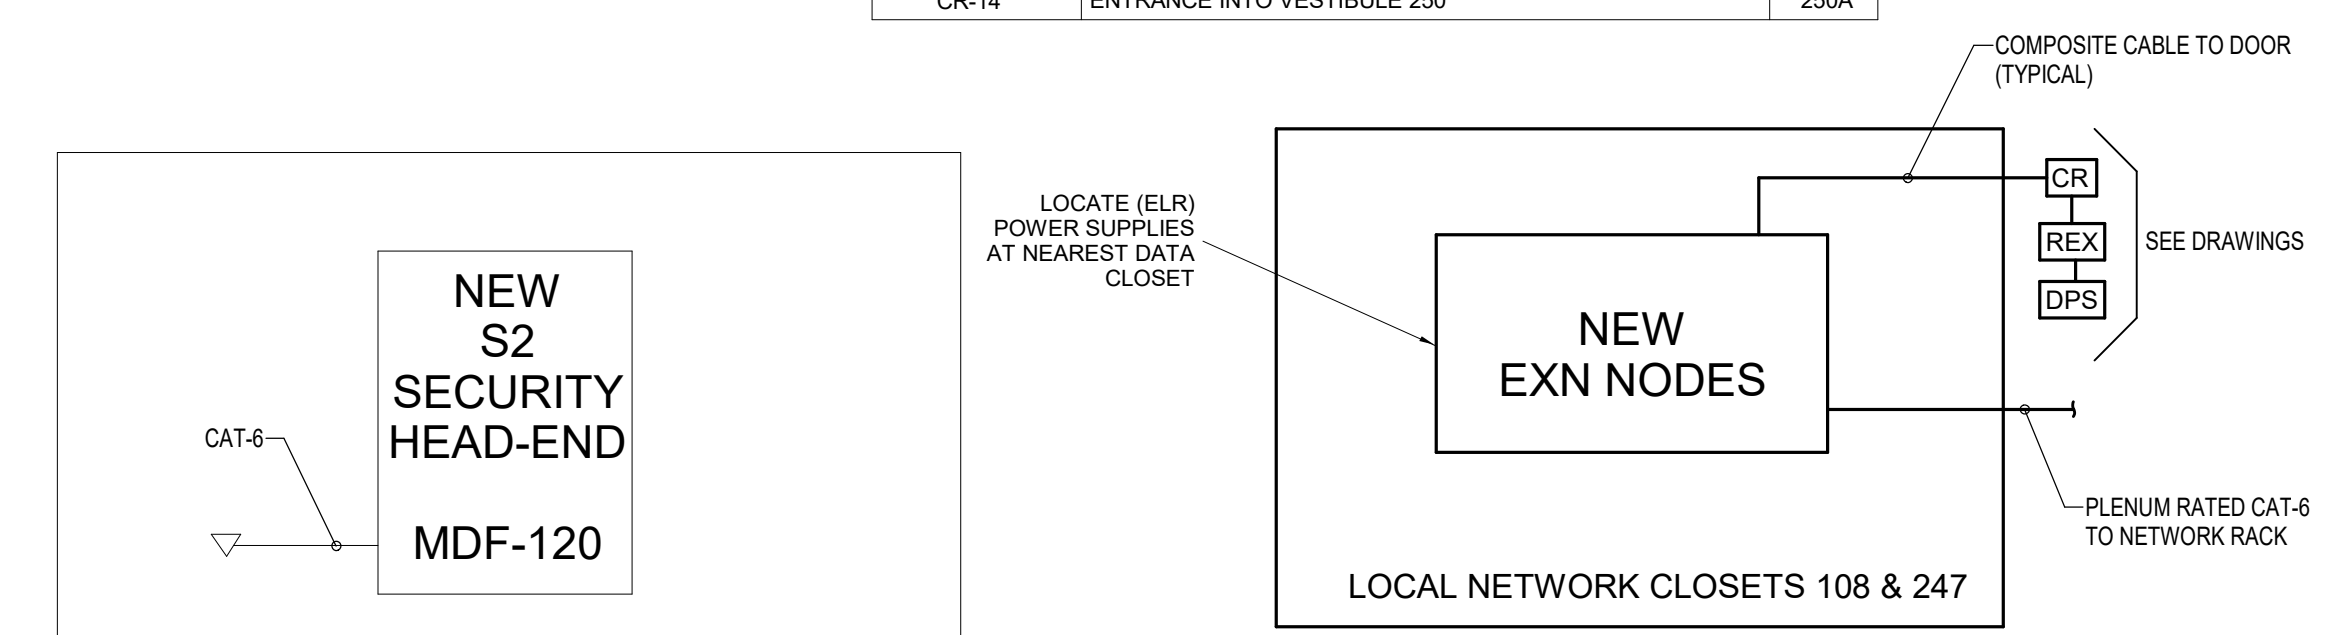 CR-14 ENTRANCE INTO VESTIBULE 250 250A
COMPOSITE CABLE TO DOOR
(TYPICAL)
LOCATE (ELR)
POWER SUPPLIES
AT NEAREST DATA
CLOSET
CR
REX
DPS
SEE DRAWINGS
NEW
S2
SECURITY
HEAD-END
MDF-120
CAT-6
NEW
EXN NODES
PLENUM RATED CAT-6
TO NETWORK RACK
LOCAL NETWORK CLOSETS 108 & 247